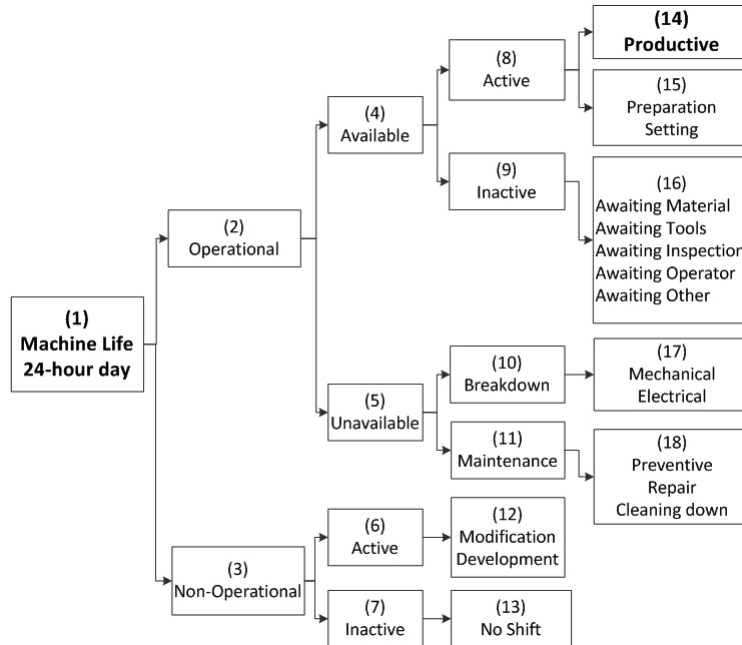 (1)
Machine Life
24-hour day
(2)
Operational
(3)
Non-Operational
(4)
Available
(5)
Unavailable
(6)
Active
(7)
Inactive
(8)
Active
(9)
Inactive
(10)
Breakdown
(11)
Maintenance
(12)
Modification
Development
(13)
No Shift
(14)
Productive
(15)
Preparation
Setting
(16)
Awaiting Material
Awaiting Tools
Awaiting Inspection
Awaiting Operator
Awaiting Other
(17)
Mechanical
Electrical
(18)
Preventive
Repair
Cleaning down